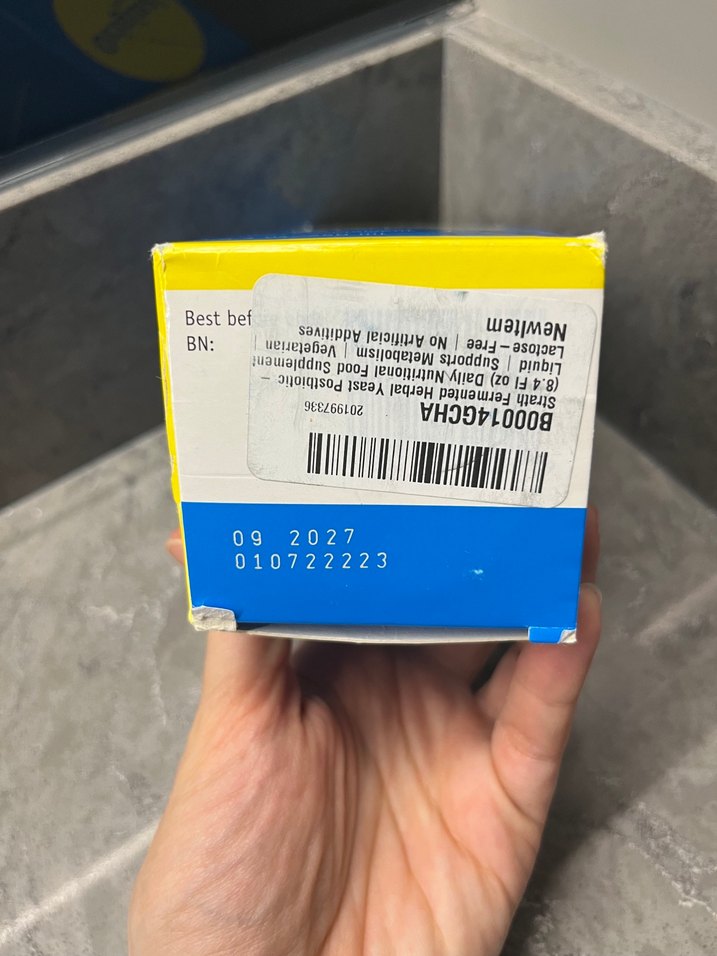 Best bef
BN:
B00014GCHA
201997336
Strath Fermented Herbal Yeast Postbiotic –
(8.4 Fl oz) Daily Nutritional Food Supplement
Liquid | Supports Metabolism | Vegetarian |
Lactose–Free | No Artificial Additives
NewItem
09 2027
010722223